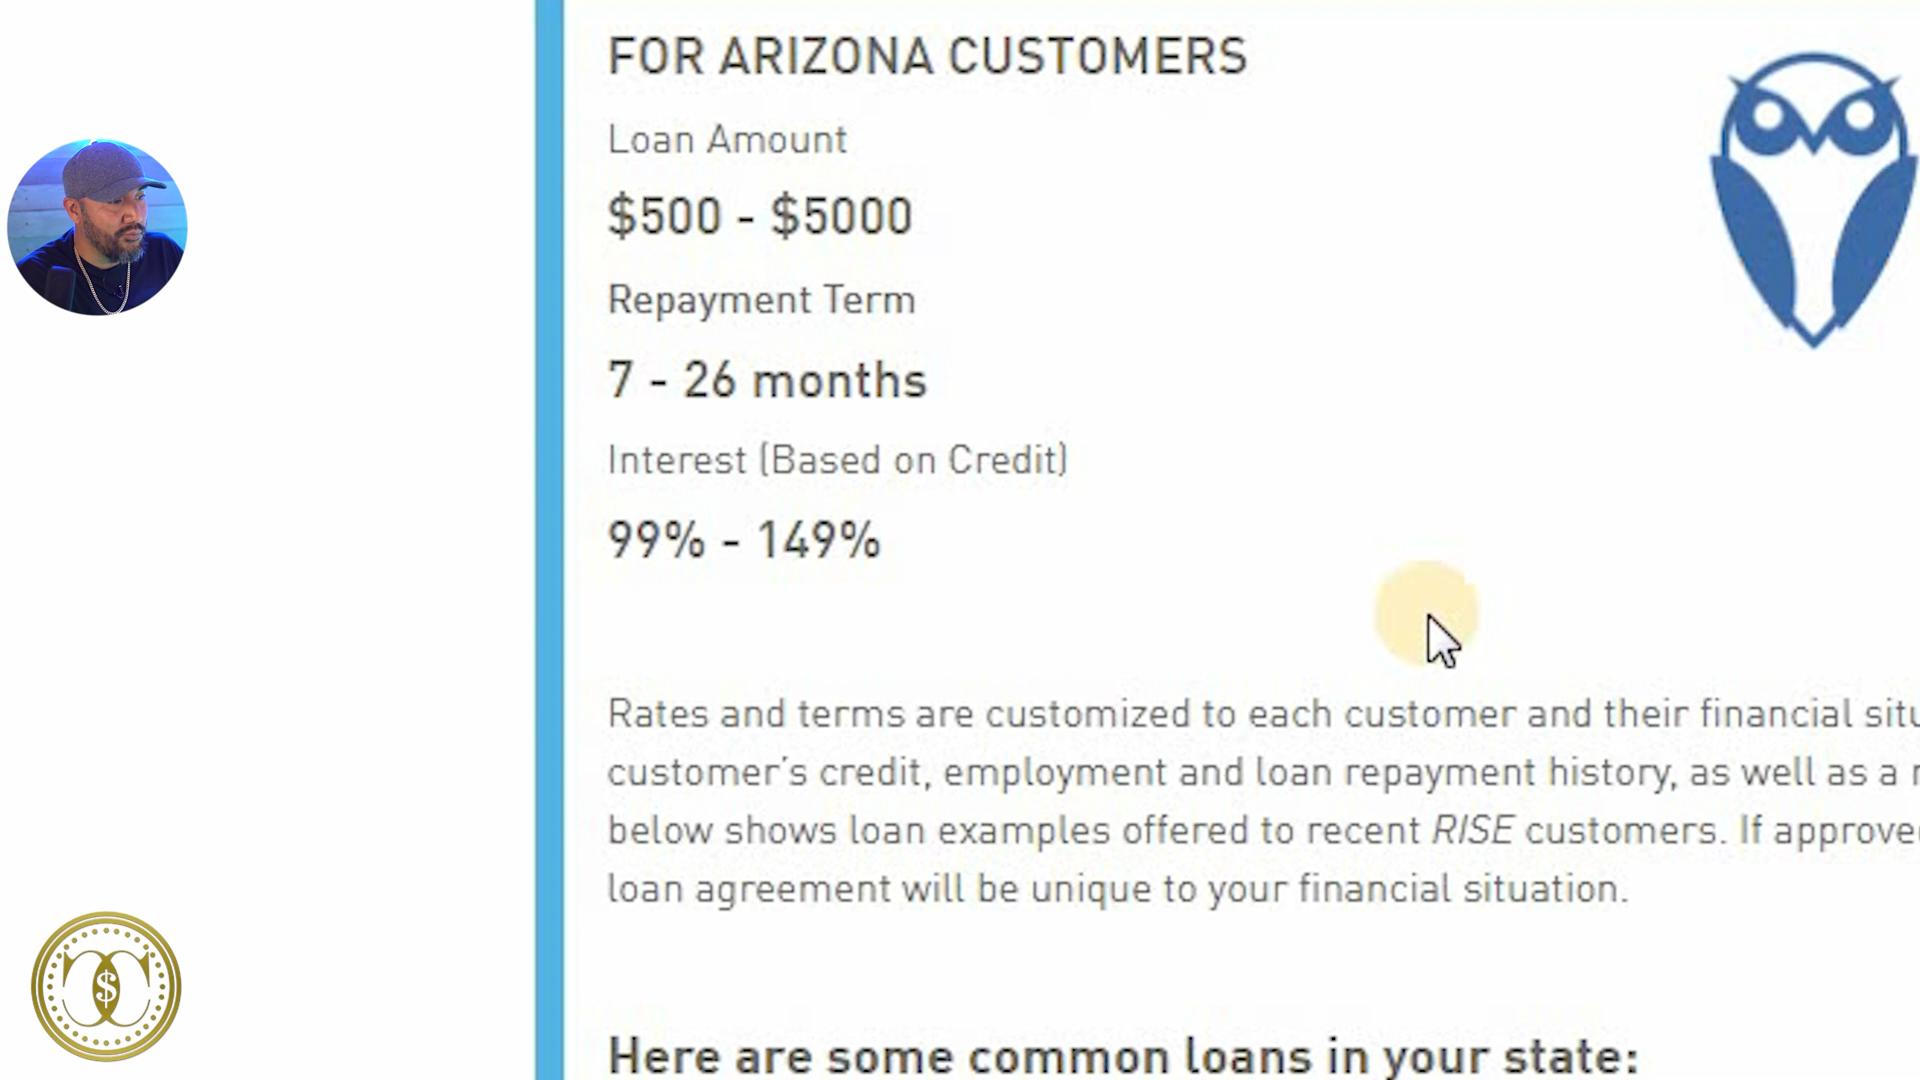 FOR ARIZONA CUSTOMERS
Loan Amount
$500 - $5000
Repayment Term
7 - 26 months
Interest (Based on Credit)
99% - 149%
Rates and terms are customized to each customer and their financial
customer's credit, employment and loan repayment history, as well as a
below shows loan examples offered to recent RISE customers. If
loan agreement will be unique to your financial situation.
Here are some common loans in your state:
$